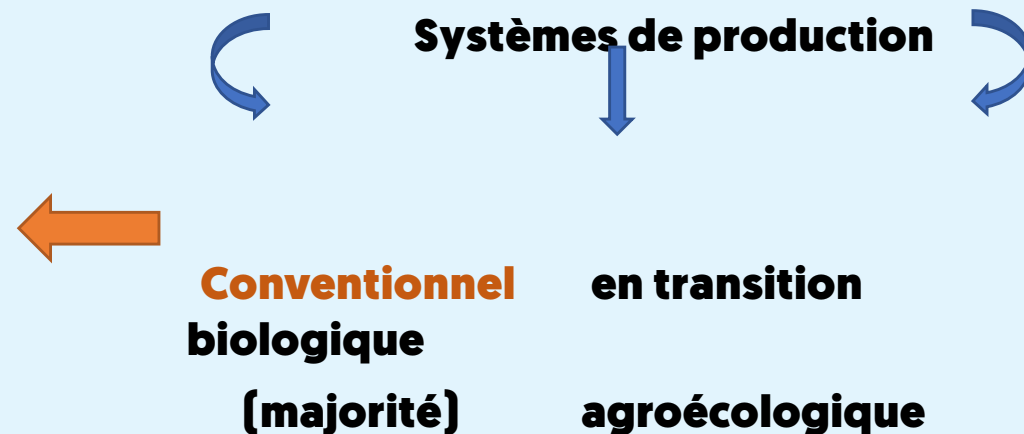 Systèmes de production
Conventionnel en transition
biologique
(majorité) agroécologique